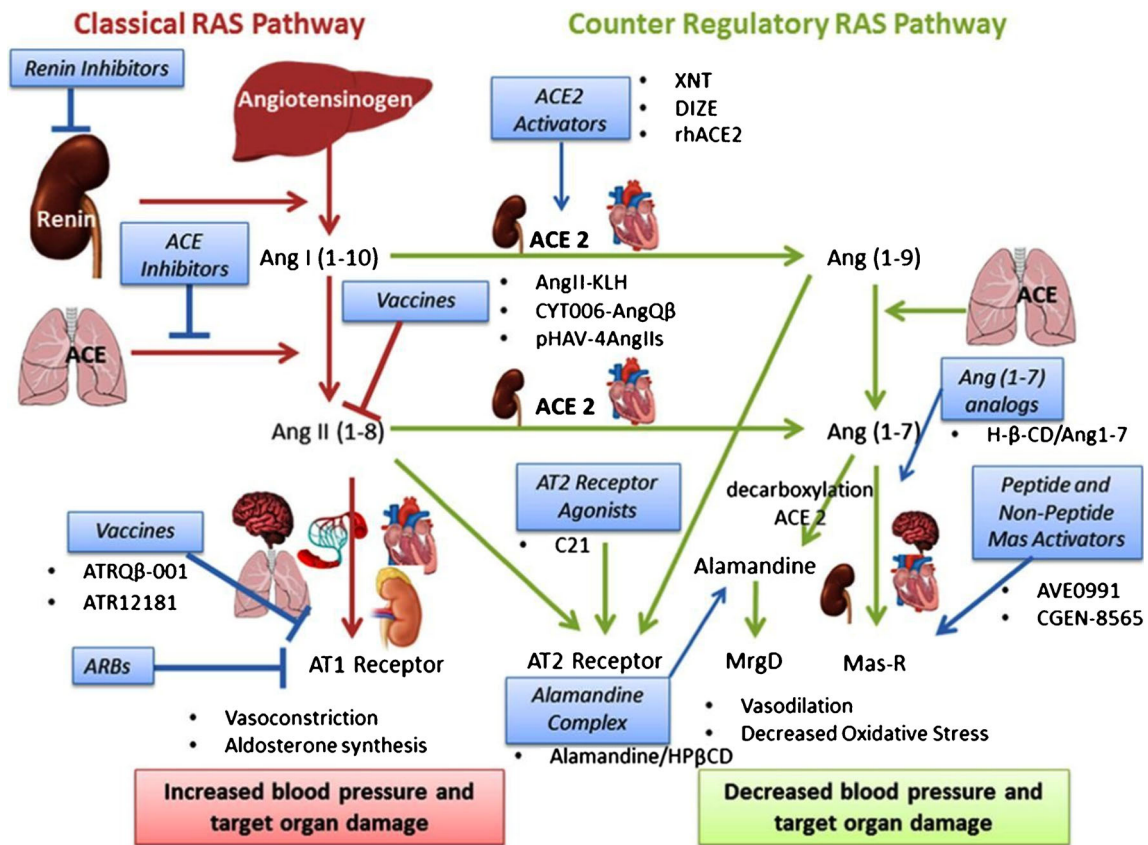 Classical RAS Pathway
Counter Regulatory RAS Pathway
Renin Inhibitors
Angiotensinogen
ACE2
Activators
• XNT
• DIZE
• rhACE2
Renin
ACE
Inhibitors
Ang I (1-10)
ACE 2
Ang (1-9)
Vaccines
• AngII-KLH
• CYT006-AngQβ
• pHAV-4AngIIs
ACE
ACE
Ang II (1-8)
ACE 2
Ang (1-7)
Ang (1-7)
analogs
• H-β-CD/Ang1-7
AT2 Receptor
Agonists
• C21
decarboxylation
ACE 2
Alamandine
Peptide and
Non-Peptide
Mas Activators
• AVE0991
• CGEN-8565
Vaccines
• ATRQβ-001
• ATR12181
ARBs
AT1 Receptor
AT2 Receptor
MrgD
Mas-R
• Vasoconstriction
• Aldosterone synthesis
Alamandine
Complex
• Alamandine/HPβCD
• Vasodilation
• Decreased Oxidative Stress
Increased blood pressure and
target organ damage
Decreased blood pressure and
target organ damage